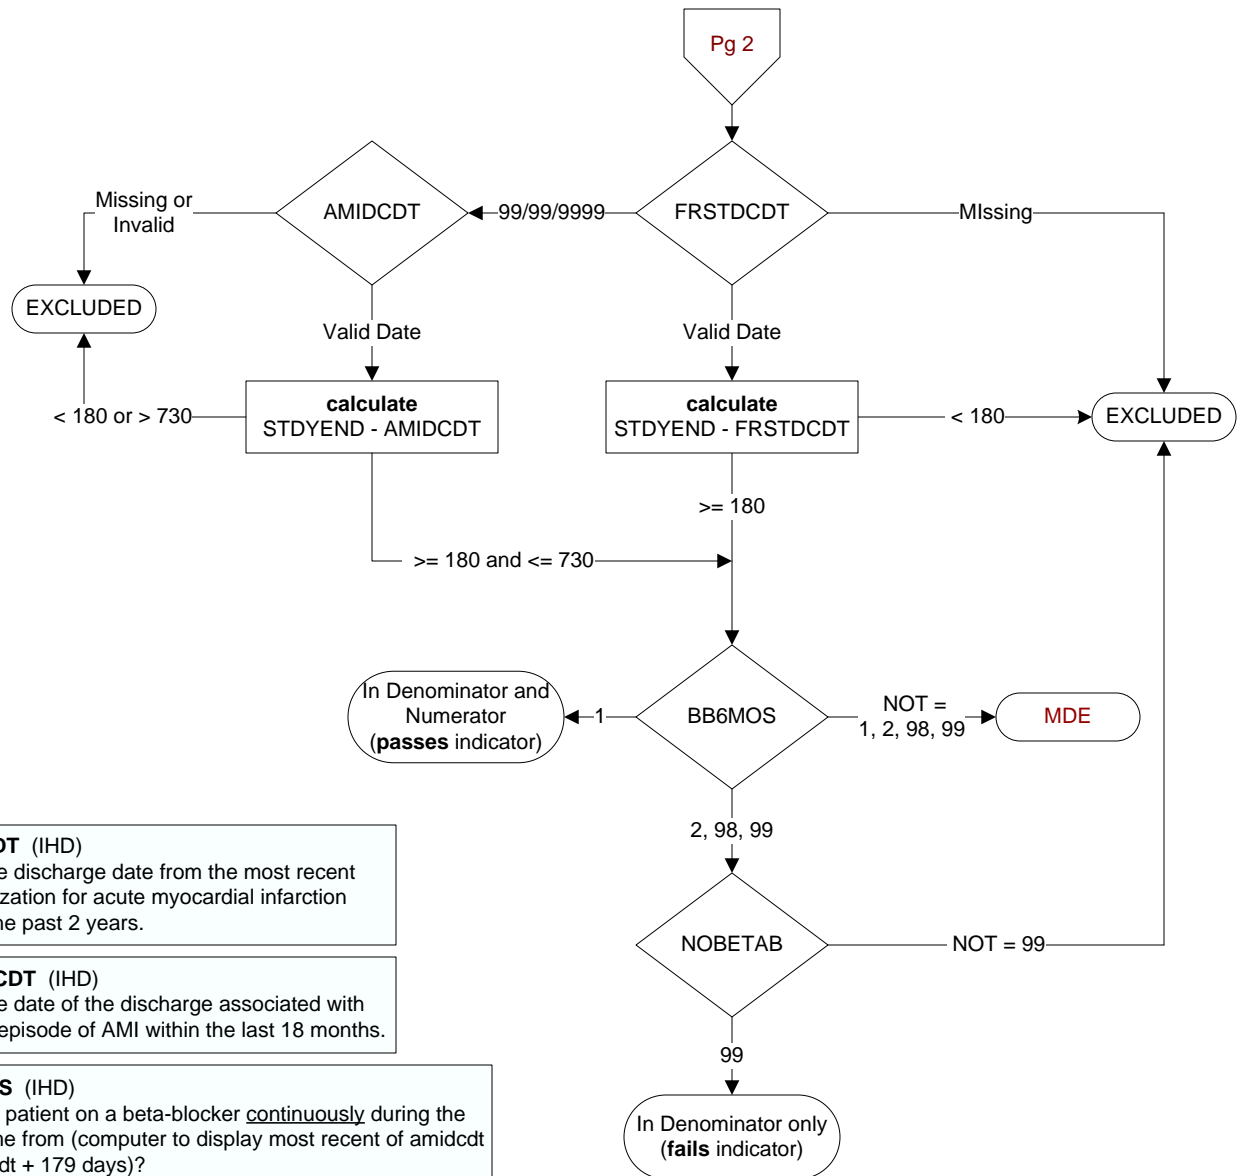 Pg 2
Missing or
Invalid
AMIDCDT
99/99/9999
FRSTDCDT
MIssing
EXCLUDED
Valid Date
Valid Date
< 180 or > 730
calculate
STDYEND - AMIDCDT
calculate
STDYEND - FRSTDCDT
< 180
EXCLUDED
>= 180
>= 180 and <= 730
In Denominator and
Numerator
(passes indicator)
1
BB6MOS
NOT =
1, 2, 98, 99
MDE
2, 98, 99
(IHD)
discharge date from the most recent
for acute myocardial infarction
past 2 years.
NOBETAB
NOT = 99
(IHD)
date of the discharge associated with
episode of AMI within the last 18 months.
99
(IHD)
patient on a beta-blocker continuously during the
from (computer to display most recent of amidcdt
+ 179 days)?
In Denominator only
(fails indicator)